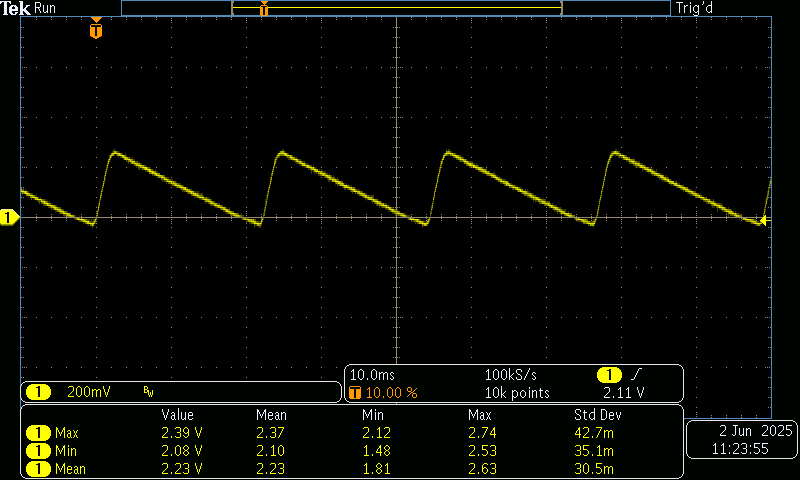 Tek Run Trig'd
T
T
1
1 200mV BW
10.0ms 100kS/s 1
T 10.00 % 10k points 2.11 V
Value Mean Min Max Std Dev
1 Max 2.39 V 2.37 2.12 2.74 42.7m
1 Min 2.08 V 2.10 1.48 2.53 35.1m
1 Mean 2.23 V 2.23 1.81 2.63 30.5m
2 Jun 2025
11:23:55